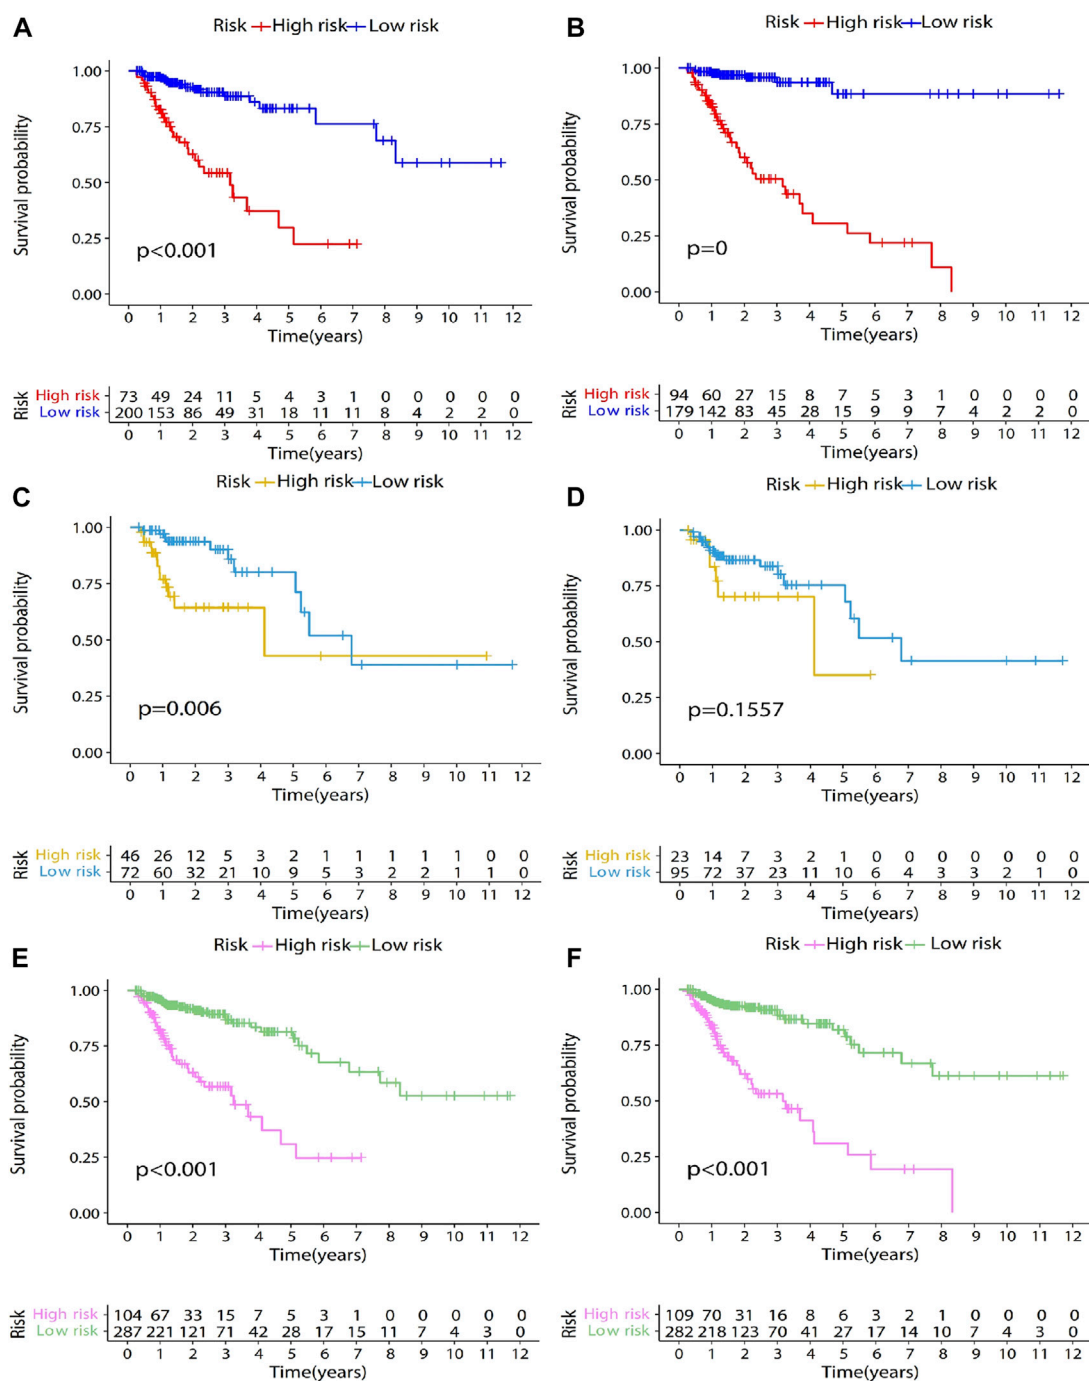 A
Risk High risk Low risk
Survival probability
1.00
0.75
0.50
0.25
0.00
p<0.001
0 1 2 3 4 5 6 7 8 9 10 11 12
Time(years)
Risk
High risk 73 49 24 11 5 4 3 1 0 0 0 0 0
Low risk 200 153 86 49 31 18 11 11 8 4 2 2 0
0 1 2 3 4 5 6 7 8 9 10 11 12
Time(years)
B
Risk High risk Low risk
Survival probability
1.00
0.75
0.50
0.25
0.00
p=0
0 1 2 3 4 5 6 7 8 9 10 11 12
Time(years)
Risk
High risk 94 60 27 15 8 7 5 3 1 0 0 0 0
Low risk 179 142 83 45 28 15 9 9 7 4 2 2 0
0 1 2 3 4 5 6 7 8 9 10 11 12
Time(years)
C
Risk High risk Low risk
Survival probability
1.00
0.75
0.50
0.25
0.00
p=0.006
0 1 2 3 4 5 6 7 8 9 10 11 12
Time(years)
Risk
High risk 46 26 12 5 3 2 1 1 1 1 1 0 0
Low risk 72 60 32 21 10 9 5 3 2 2 1 1 0
0 1 2 3 4 5 6 7 8 9 10 11 12
Time(years)
D
Risk High risk Low risk
Survival probability
1.00
0.75
0.50
0.25
0.00
p=0.1557
0 1 2 3 4 5 6 7 8 9 10 11 12
Time(years)
Risk
High risk 23 14 7 3 2 1 0 0 0 0 0 0 0
Low risk 95 72 37 23 11 10 6 4 3 3 2 1 0
0 1 2 3 4 5 6 7 8 9 10 11 12
Time(years)
E
Risk High risk Low risk
Survival probability
1.00
0.75
0.50
0.25
0.00
p<0.001
0 1 2 3 4 5 6 7 8 9 10 11 12
Time(years)
Risk
High risk 104 67 33 15 7 5 3 1 0 0 0 0 0
Low risk 287 221 121 71 42 28 17 15 11 7 4 3 0
0 1 2 3 4 5 6 7 8 9 10 11 12
Time(years)
F
Risk High risk Low risk
Survival probability
1.00
0.75
0.50
0.25
0.00
p<0.001
0 1 2 3 4 5 6 7 8 9 10 11 12
Time(years)
Risk
High risk 109 70 31 16 8 6 3 2 1 0 0 0 0
Low risk 282 218 123 70 41 27 17 14 10 7 4 3 0
0 1 2 3 4 5 6 7 8 9 10 11 12
Time(years)